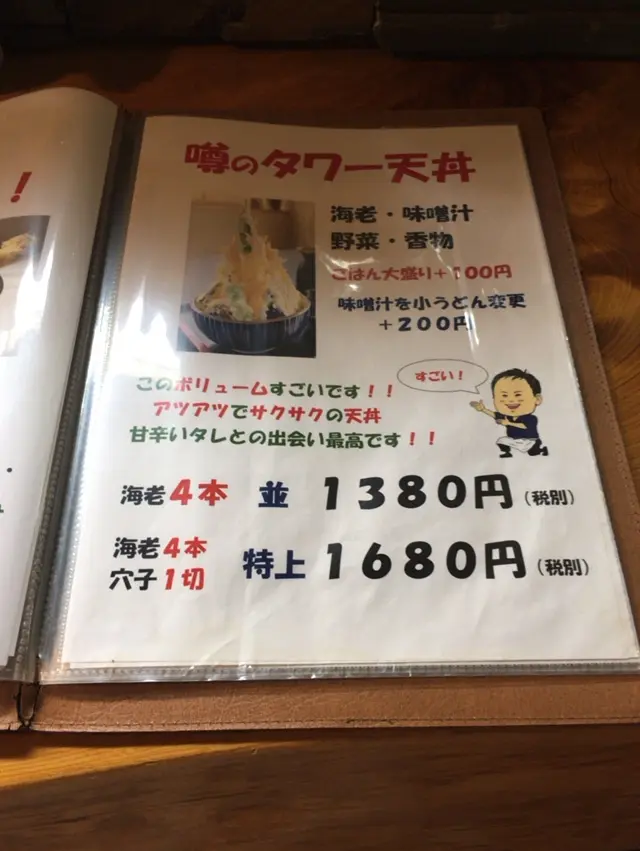 ！
噂のタワー天丼
海老・味噌汁
野菜・香物
ごはん大盛り＋１００円
味噌汁を小うどん変更
＋２００円
すごい！
このボリュームすごいです！！
アツアツでサクサクの天丼
甘辛いタレとの出会い最高です！！
海老４本 並 １３８０円（税別）
海老４本
穴子１切 特上 １６８０円（税別）